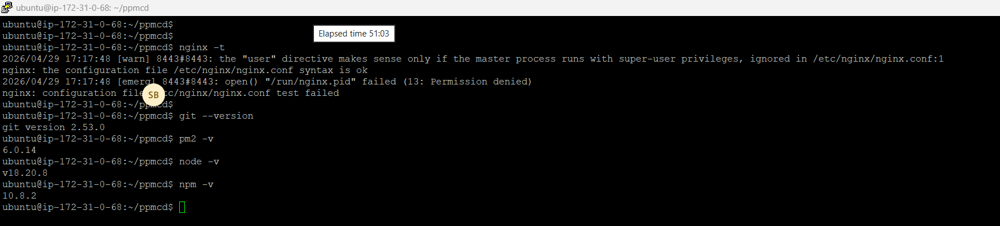 ubuntu@ip-172-31-0-68: ~/ppmcd
ubuntu@ip-172-31-0-68:~/ppmcd$
Elapsed time 51:03
ubuntu@ip-172-31-0-68:~/ppmcd$
ubuntu@ip-172-31-0-68:~/ppmcd$ nginx -t
2026/04/29 17:17:48 [warn] 8443#8443: the "user" directive makes sense only if the master process runs with super-user privileges, ignored in /etc/nginx/nginx.conf:1
nginx: the configuration file /etc/nginx/nginx.conf syntax is ok
2026/04/29 17:17:48 [emerg] 8443#8443: open() "/run/nginx.pid" failed (13: Permission denied)
nginx: configuration file tc/nginx/nginx.conf test failed
SB
ubuntu@ip-172-31-0-68:~/ppmcd$
ubuntu@ip-172-31-0-68:~/ppmcd$ git --version
git version 2.53.0
ubuntu@ip-172-31-0-68:~/ppmcd$ pm2 -v
6.0.14
ubuntu@ip-172-31-0-68:~/ppmcd$ node -v
v18.20.8
ubuntu@ip-172-31-0-68:~/ppmcd$ npm -v
10.8.2
ubuntu@ip-172-31-0-68:~/ppmcd$